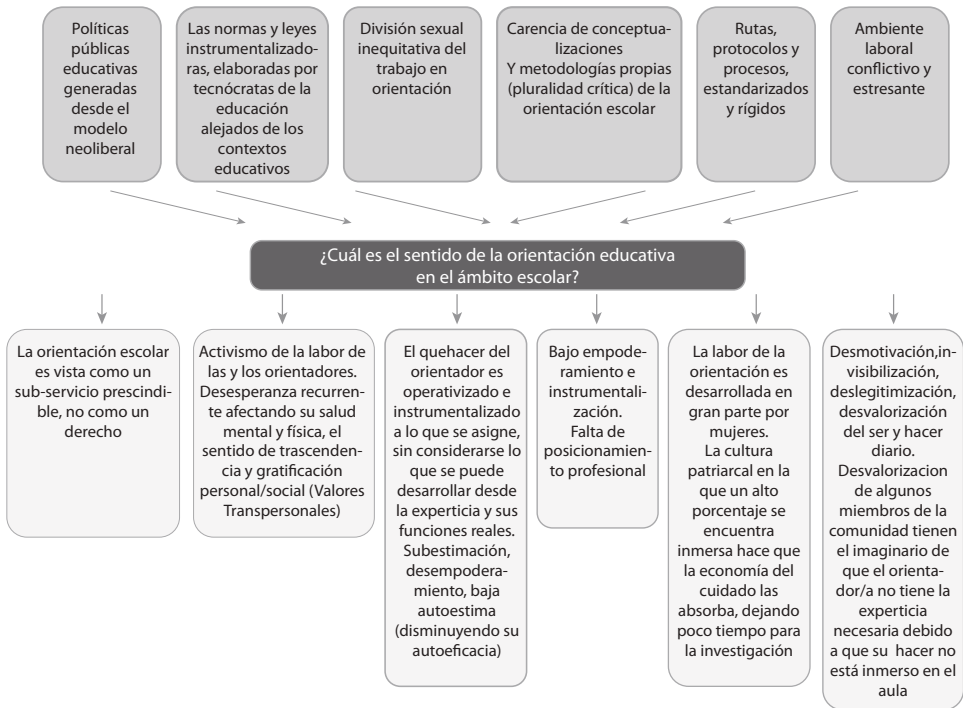 Políticas
públicas
educativas
generadas
desde el
modelo
neoliberal
Las normas y leyes
instrumentalizado-
ras, elaboradas por
tecnócratas de la
educación
alejados de los
contextos
educativos
División sexual
inequitativa del
trabajo en
orientación
Carencia de conceptua-
lizaciones
Y metodologías propias
(pluralidad crítica) de la
orientación escolar
Rutas,
protocolos y
procesos,
estandarizados
y rígidos
Ambiente
laboral
conflictivo y
estresante
¿Cuál es el sentido de la orientación educativa
en el ámbito escolar?
La orientación escolar
es vista como un
sub-servicio prescindi-
ble, no como un
derecho
Activismo de la labor de
las y los orientadores.
Desesperanza recurren-
te afectando su salud
mental y física, el
sentido de trascenden-
cia y gratificación
personal/social (Valores
Transpersonales)
El quehacer del
orientador es
operativizado e
instrumentalizado
a lo que se asigne,
sin considerarse lo
que se puede
desarrollar desde
la experticia y sus
funciones reales.
Subestimación,
desempodera-
miento, baja
autoestima
(disminuyendo su
autoeficacia)
Bajo empode-
ramiento e
instrumentali-
zación.
Falta de
posicionamien-
to profesional
La labor de la
orientación es
desarrollada en
gran parte por
mujeres.
La cultura
patriarcal en la
que un alto
porcentaje se
encuentra
inmersa hace que
la economía del
cuidado las
absorba, dejando
poco tiempo para
la investigación
Desmotivación,in-
visibilización,
deslegitimización,
desvalorización
del ser y hacer
diario.
Desvalorizacion
de algunos
miembros de la
comunidad tienen
el imaginario de
que el orienta-
dor/a no tiene la
experticia
necesaria debido
a que su hacer no
está inmerso en el
aula